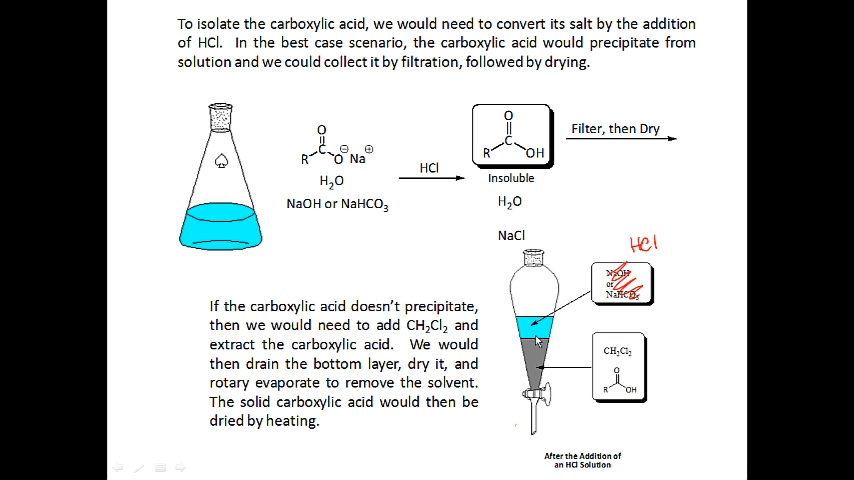 To isolate the carboxylic acid, we would need to convert its salt by the addition
of HCl. In the best case scenario, the carboxylic acid would precipitate from
solution and we could collect it by filtration, followed by drying.
O
R C O⊖ Na⊕
H₂O
NaOH or NaHCO₃
HCl
O
R C OH
Insoluble
H₂O
NaCl
Filter, then Dry
HCl
NaOH
or
NaHCO₃
If the carboxylic acid doesn't precipitate,
then we would need to add CH₂Cl₂ and
extract the carboxylic acid. We would
then drain the bottom layer, dry it, and
rotary evaporate to remove the solvent.
The solid carboxylic acid would then be
dried by heating.
CH₂Cl₂
O
R OH
After the Addition of
an HCl Solution